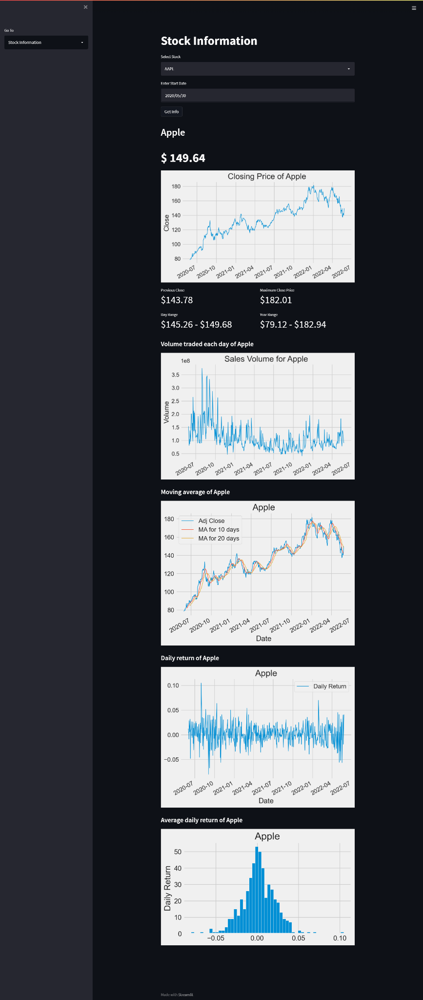 ×
☰
Go To
Stock Information
Stock Information
Select Stock
AAPL
Enter Start Date
2020/05/30
Get Info
Apple
$ 149.64
Closing Price of Apple
180
160
140
120
100
80
Close
2020-07
2020-10
2021-01
2021-04
2021-07
2021-10
2022-01
2022-04
2022-07
Previous Close
$143.78
Maximum Close Price
$182.01
Day Range
$145.26 - $149.68
Year Range
$79.12 - $182.94
Volume traded each day of Apple
Sales Volume for Apple
1e8
3.5
3.0
2.5
2.0
1.5
1.0
0.5
Volume
2020-07
2020-10
2021-01
2021-04
2021-07
2021-10
2022-01
2022-04
2022-07
Moving average of Apple
Apple
Adj Close
MA for 10 days
MA for 20 days
180
160
140
120
100
80
2020-07
2020-10
2021-01
2021-04
2021-07
2021-10
2022-01
2022-04
2022-07
Date
Daily return of Apple
Apple
Daily Return
0.10
0.05
0.00
−0.05
2020-07
2020-10
2021-01
2021-04
2021-07
2021-10
2022-01
2022-04
2022-07
Date
Average daily return of Apple
Apple
50
40
30
20
10
0
Daily Return
−0.05
0.00
0.05
0.10
Made with Streamlit